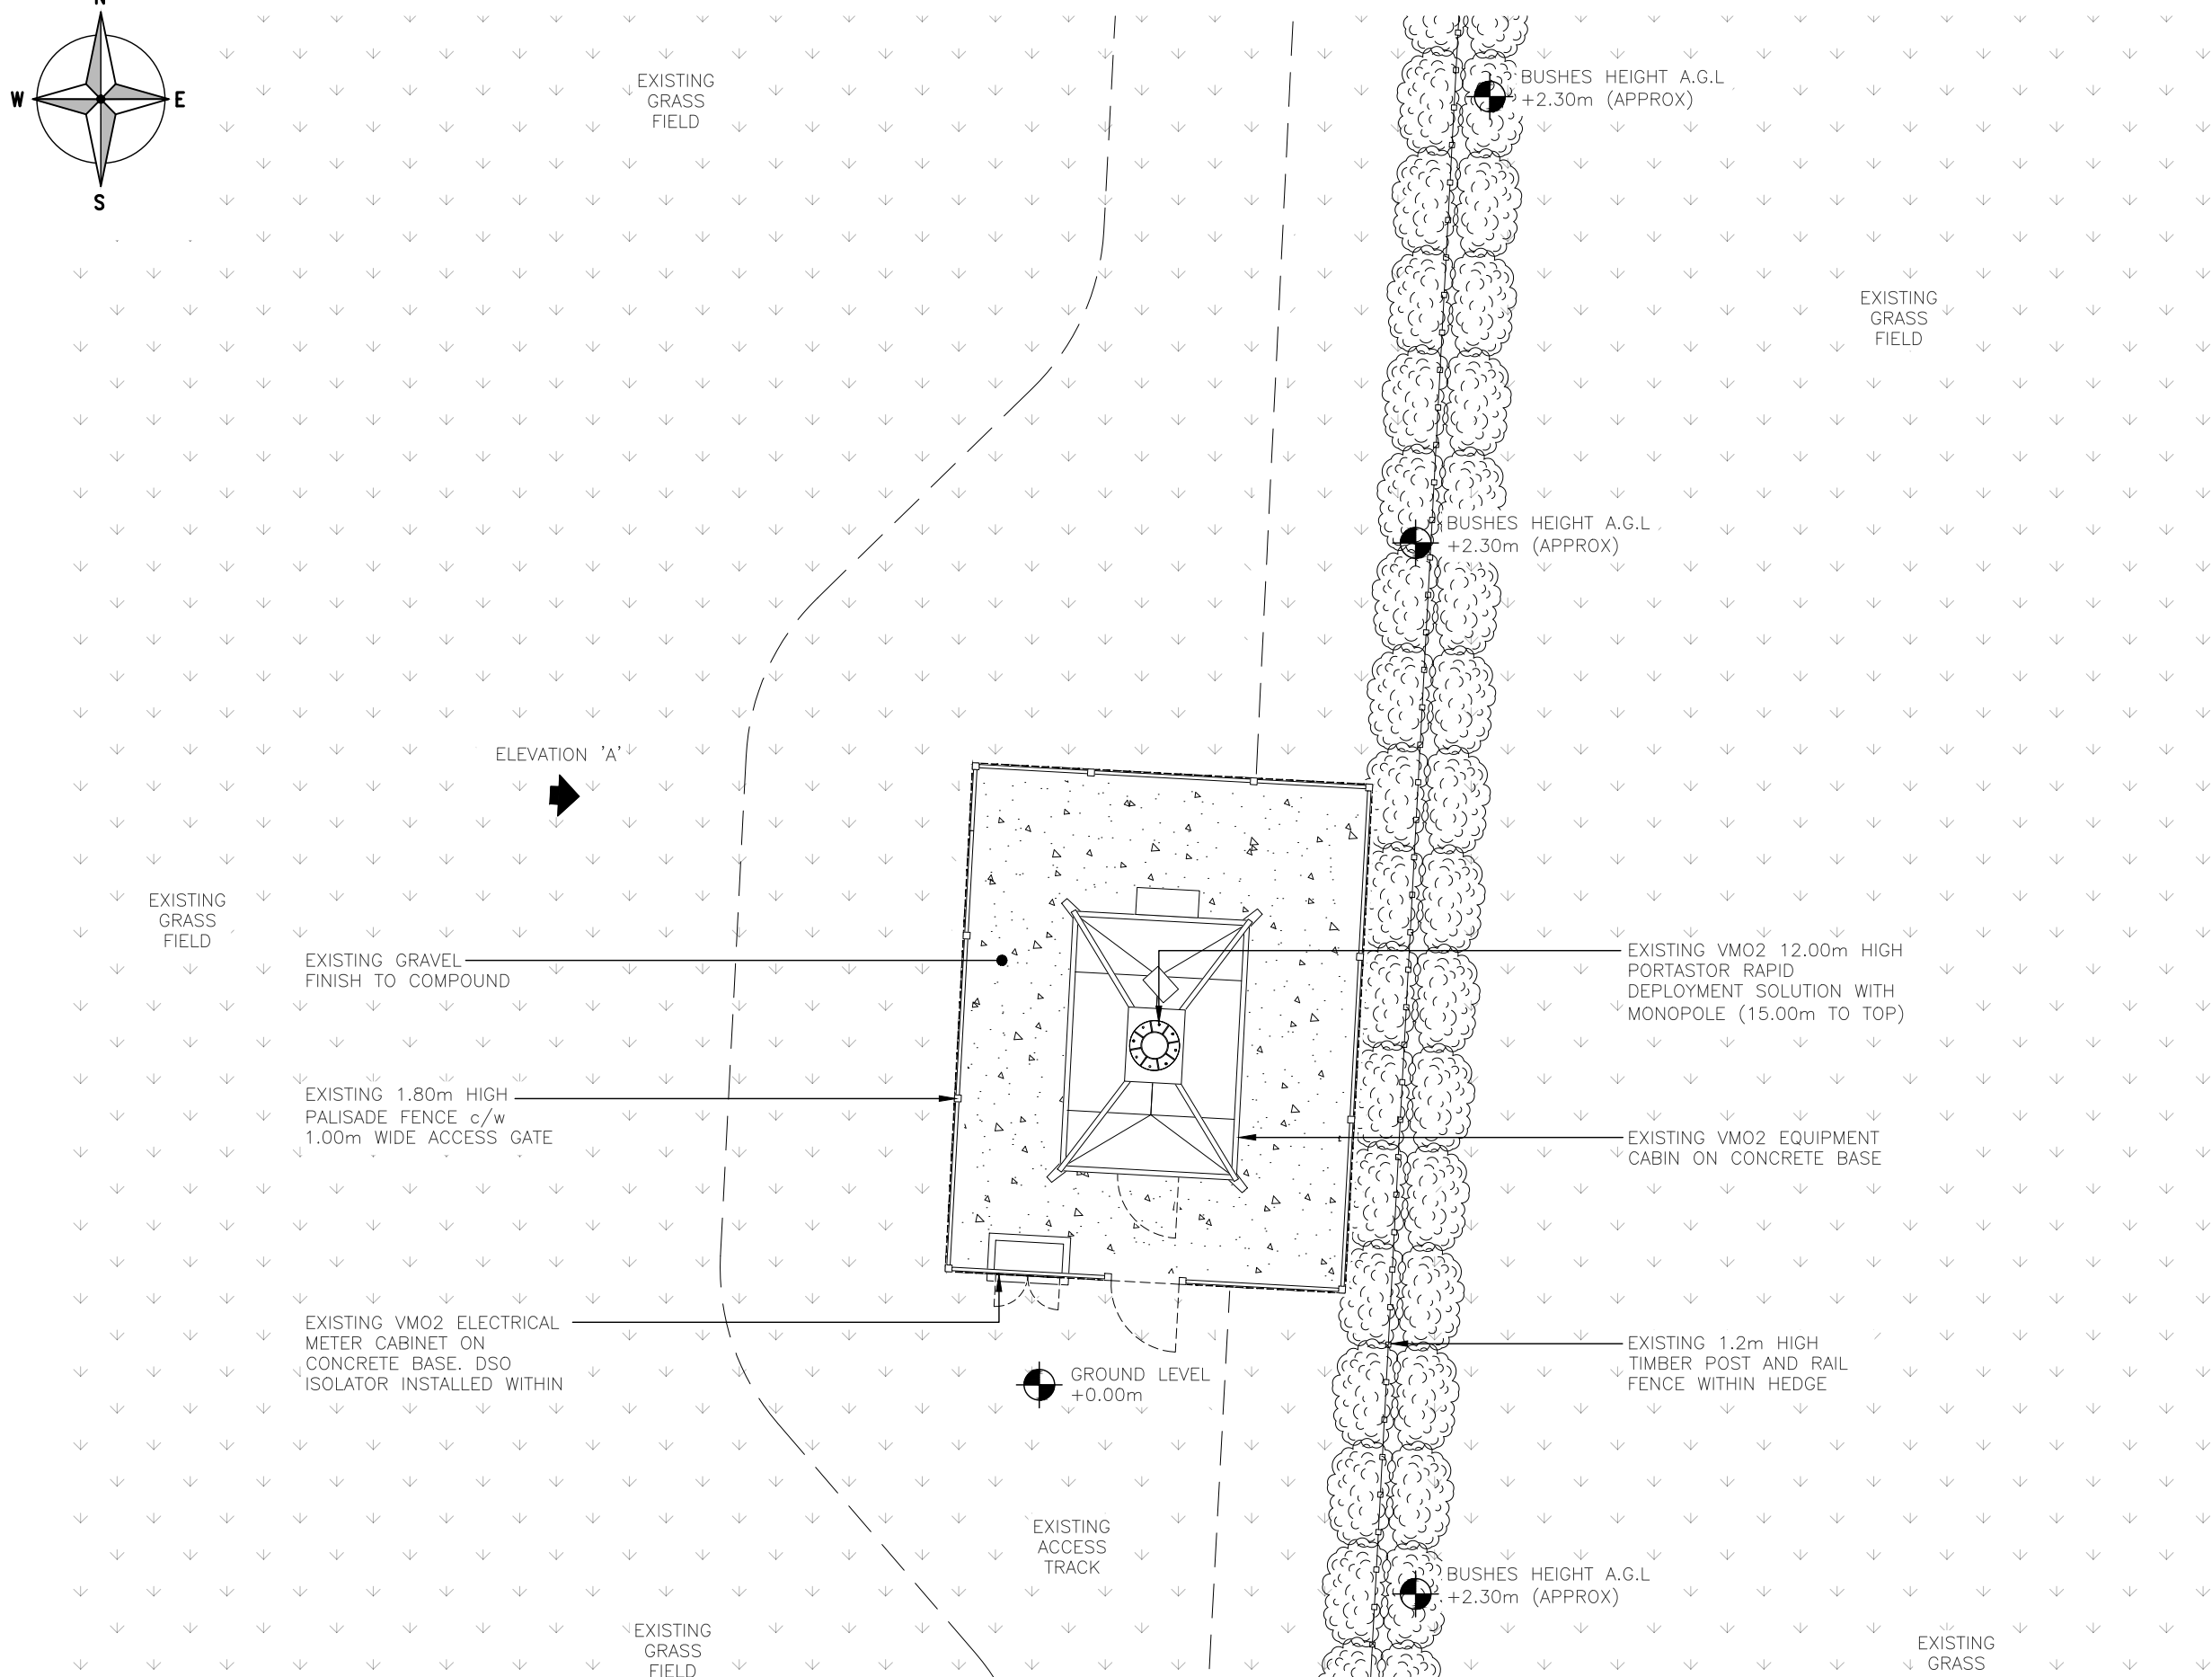 N
W
E
S
EXISTING
GRASS
FIELD
BUSHES HEIGHT A.G.L
+2.30m (APPROX)
EXISTING
GRASS
FIELD
BUSHES HEIGHT A.G.L
+2.30m (APPROX)
ELEVATION 'A'
EXISTING
GRASS
FIELD
EXISTING GRAVEL
FINISH TO COMPOUND
EXISTING VMO2 12.00m HIGH
PORTASTOR RAPID
DEPLOYMENT SOLUTION WITH
MONOPOLE (15.00m TO TOP)
EXISTING 1.80m HIGH
PALISADE FENCE c/w
1.00m WIDE ACCESS GATE
EXISTING VMO2 EQUIPMENT
CABIN ON CONCRETE BASE
EXISTING VMO2 ELECTRICAL
METER CABINET ON
CONCRETE BASE. DSO
ISOLATOR INSTALLED WITHIN
EXISTING 1.2m HIGH
TIMBER POST AND RAIL
FENCE WITHIN HEDGE
GROUND LEVEL
+0.00m
EXISTING
ACCESS
TRACK
BUSHES HEIGHT A.G.L
+2.30m (APPROX)
EXISTING
GRASS
FIELD
EXISTING
GRASS